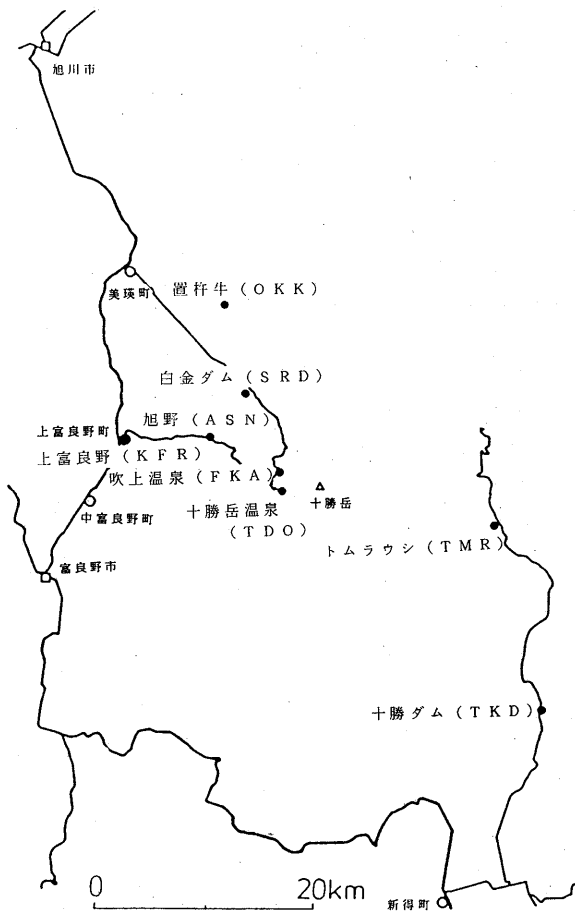 旭川市
美瑛町
置杵牛(OKK)
白金ダム(SRD)
旭野(ASN)
上富良野町
上富良野(KFR)
吹上温泉(FKA)
十勝岳
十勝岳温泉
(TDO)
中富良野町
トムラウシ(TMR)
富良野市
十勝ダム(TKD)
0 20km
新得町